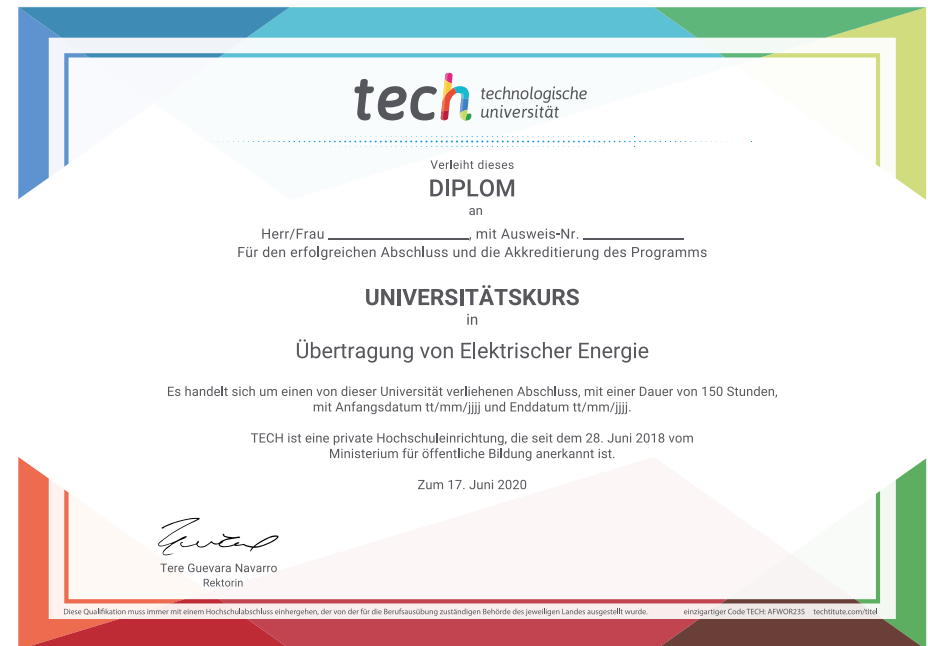 tech technologische
universität
Verleiht dieses
DIPLOM
an
Herr/Frau ____________, mit Ausweis-Nr. ____________
Für den erfolgreichen Abschluss und die Akkreditierung des Programms
UNIVERSITÄTSKURS
in
Übertragung von Elektrischer Energie
Es handelt sich um einen von dieser Universität verliehenen Abschluss, mit einer Dauer von 150 Stunden,
mit Anfangsdatum tt/mm/jjjj und Enddatum tt/mm/jjjj.
TECH ist eine private Hochschuleinrichtung, die seit dem 28. Juni 2018 vom
Ministerium für öffentliche Bildung anerkannt ist.
Zum 17. Juni 2020
Tere Guevara Navarro
Rektorin
Diese Qualifikation muss immer mit einem Hochschulabschluss einhergehen, der von der für die Berufsausübung zuständigen Behörde des jeweiligen Landes ausgestellt wurde. einzigartiger Code TECH: AFWOR23S techtitute.com/titel